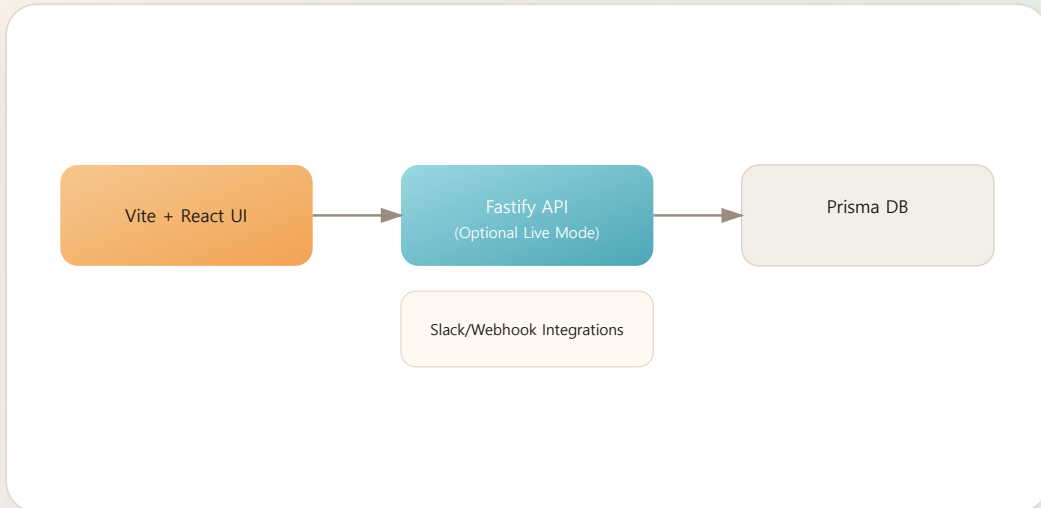 Vite + React UI
Fastify API
(Optional Live Mode)
Prisma DB
Slack/Webhook Integrations